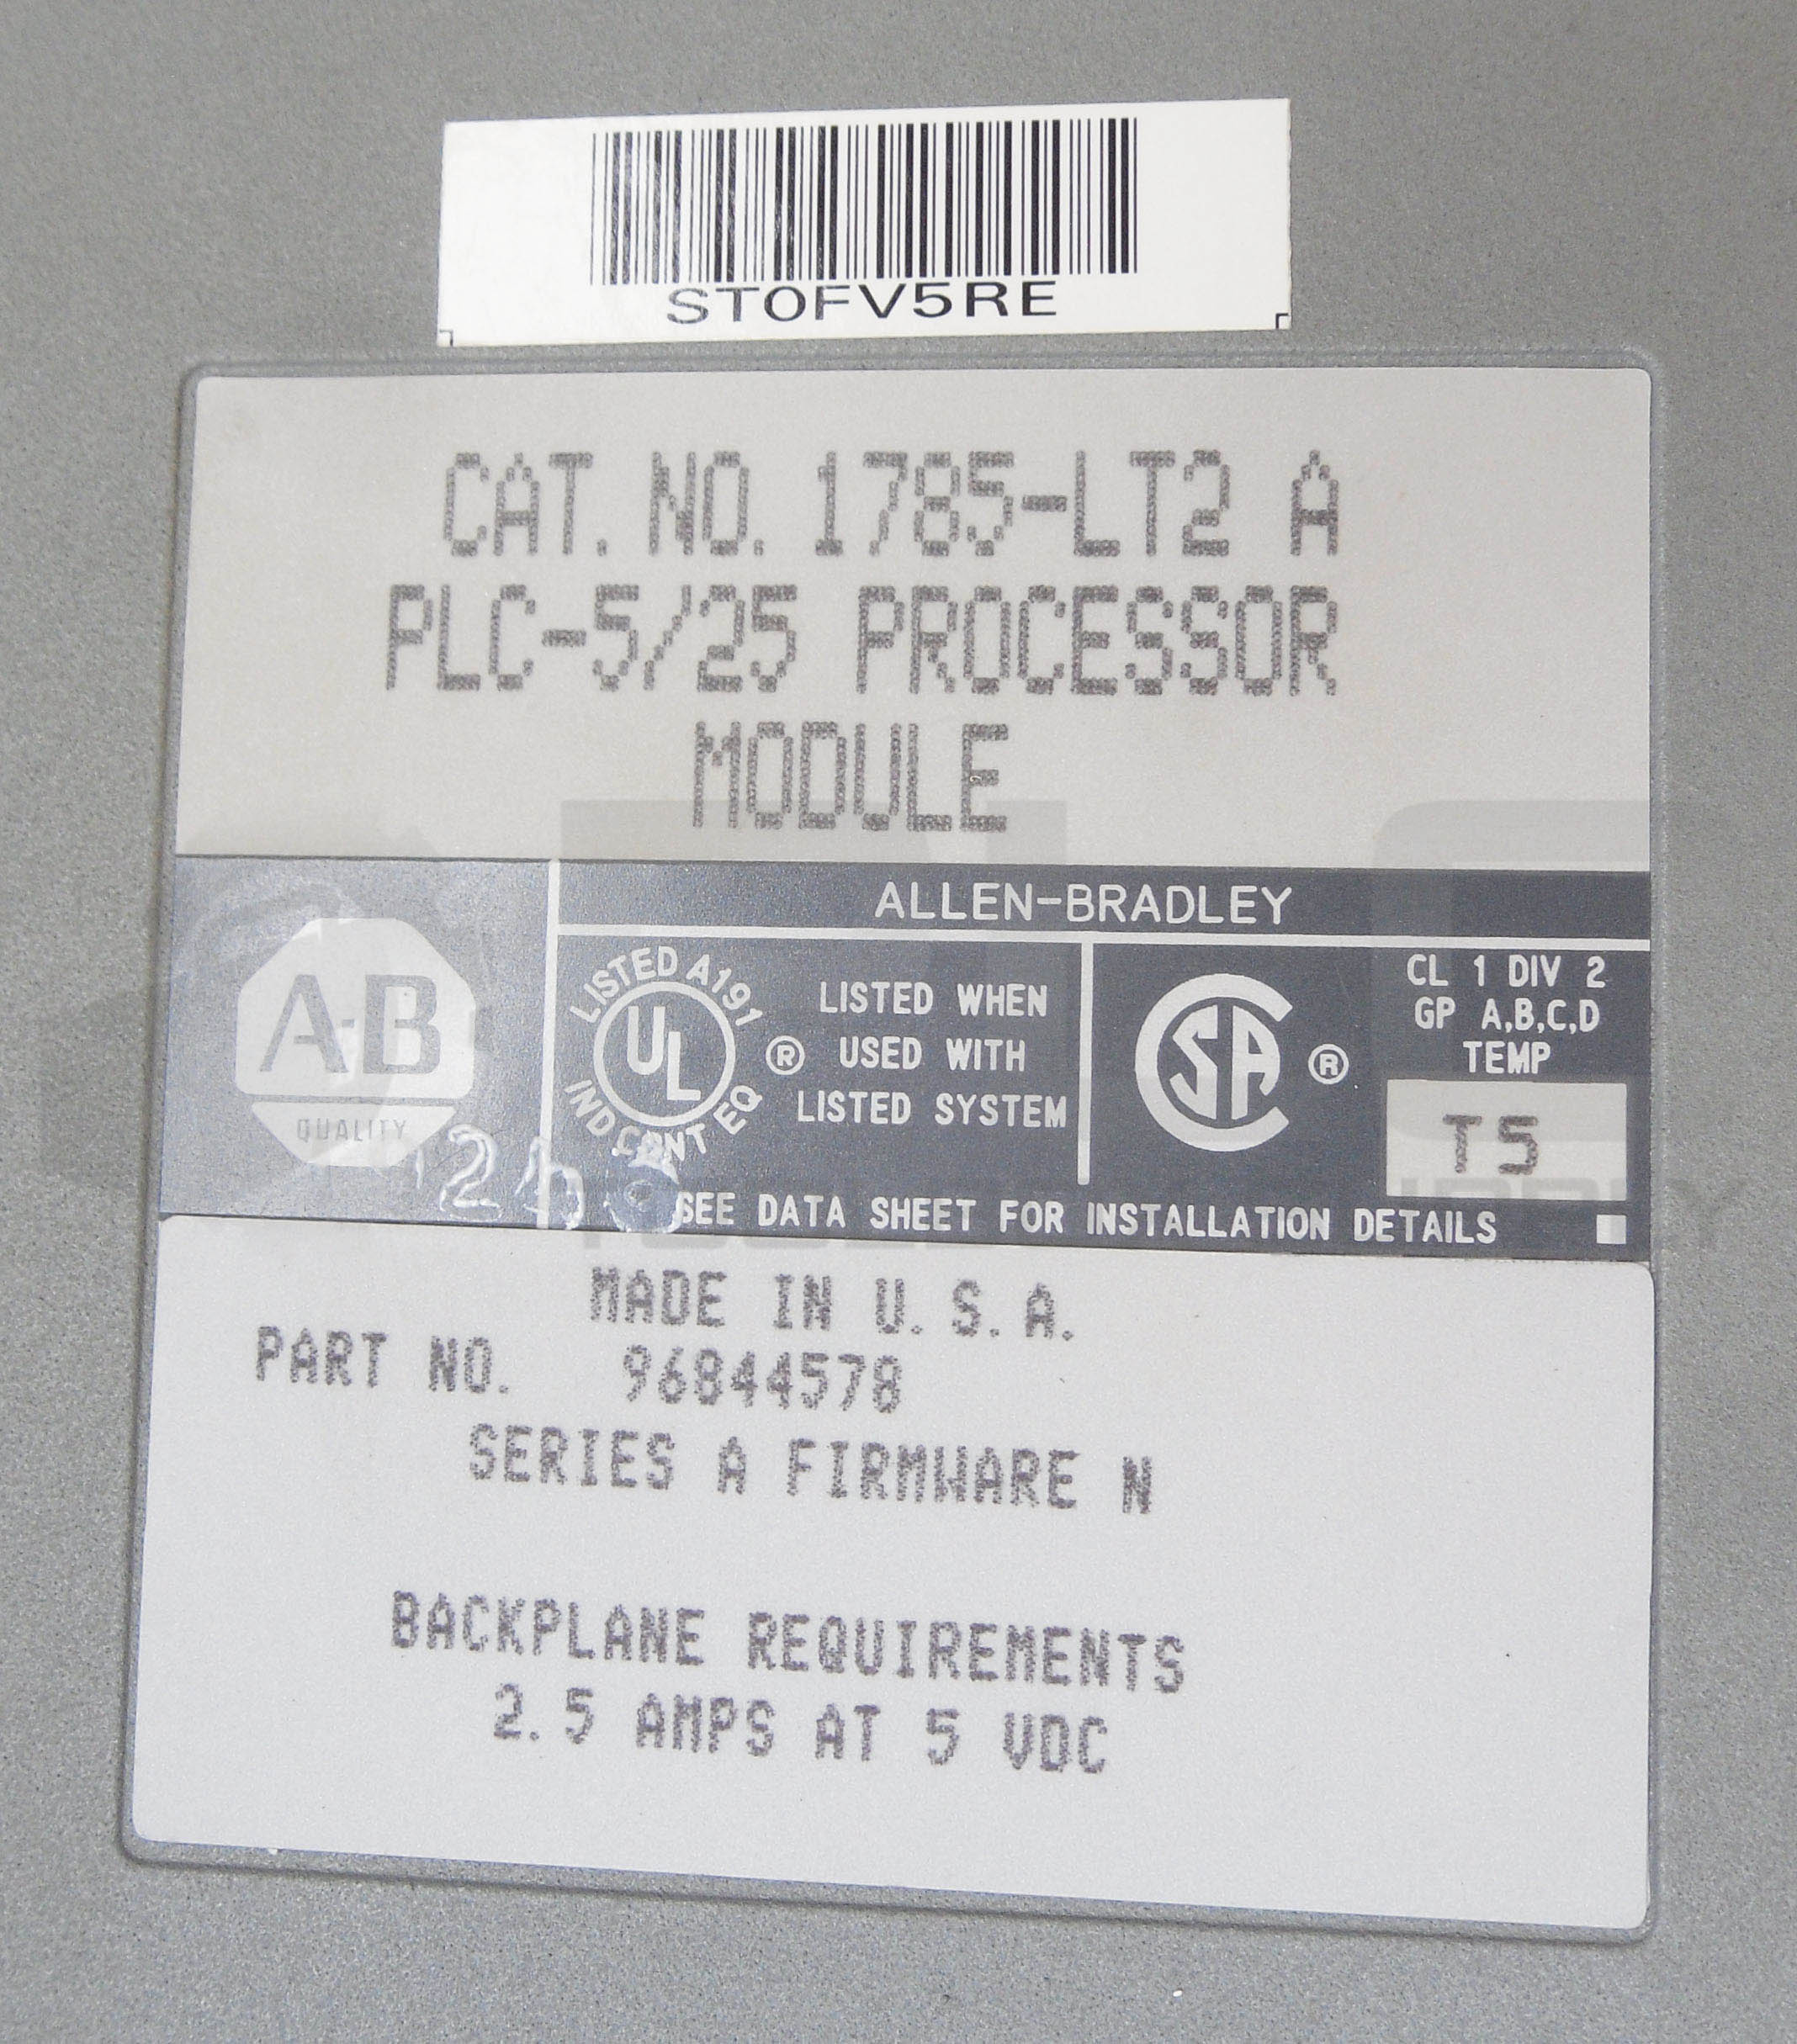 STOFV5RE
CAT. NO. 1785-LT2 A
PLC-5/25 PROCESSOR
MODULE
ALLEN-BRADLEY
AB
QUALITY
LISTED A191
UL
IND CONT EQ
®
LISTED WHEN
USED WITH
LISTED SYSTEM
CSA
®
CL 1 DIV 2
GP A,B,C,D
TEMP
T5
SEE DATA SHEET FOR INSTALLATION DETAILS
MADE IN U.S.A.
PART NO. 96844578
SERIES A FIRMWARE N
BACKPLANE REQUIREMENTS
2.5 AMPS AT 5 VDC